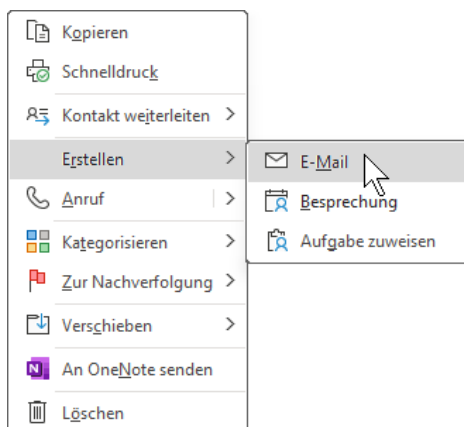 Kopieren
Schnelldruck
Kontakt weiterleiten
Erstellen
E-Mail
Anruf
Besprechung
Kategorisieren
Aufgabe zuweisen
Zur Nachverfolgung
Verschieben
An OneNote senden
Löschen